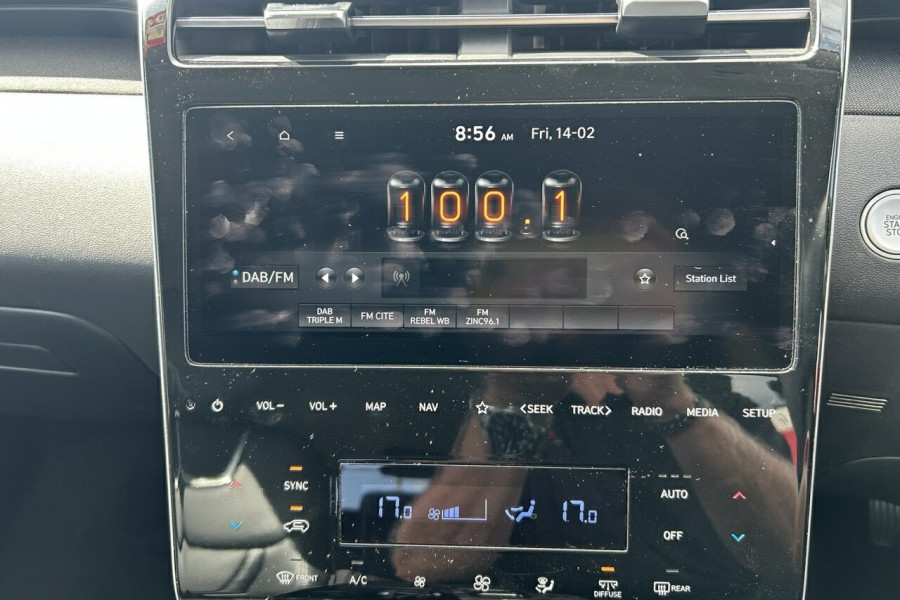 8:56 AM Fri, 14-02
100.1
DAB/FM
Station List
DAB TRIPLE M
FM CITE
FM REBEL WB
FM ZINC96.1
VOL- VOL+ MAP NAV <SEEK TRACK> RADIO MEDIA SETUP
SYNC
17.0
17.0
AUTO
OFF
FRONT
A/C
DIFFUSE
REAR